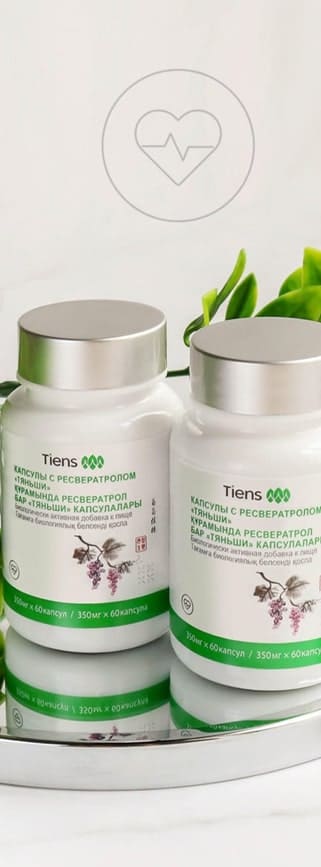 Tiens
КАПСУЛЫ С РЕСВЕРАТРОЛОМ
«ТЯНЬШИ»
ҚҰРАМЫНДА РЕСВЕРАТРОЛ
БАР «ТЯНЬШИ» КАПСУЛАЛАРЫ
Биологически активная добавка к пище
Тағамға биологиялық белсенді қоспа
350мг х 60капсул / 350мг х 60капсула
Tiens
КАПСУЛЫ С РЕСВЕРАТРОЛОМ
«ТЯНЬШИ»
ҚҰРАМЫНДА РЕСВЕРАТРОЛ
БАР «ТЯНЬШИ» КАПСУЛАЛАРЫ
Биологически активная добавка к пище
Тағамға биологиялық белсенді қоспа
350мг х 60капсул / 350мг х 60капсу